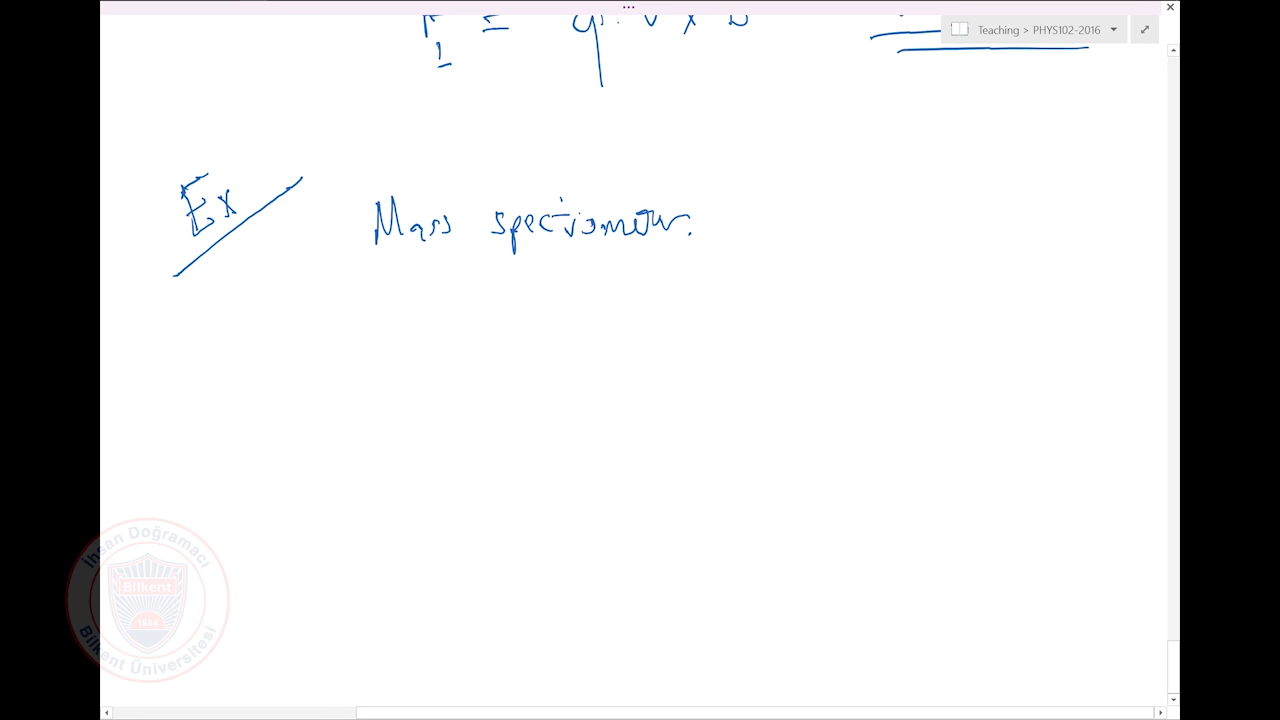 Teaching > PHYS102-2016
Ex Mass spectrometer.
İhsan Doğramacı
Bilkent
1984
Bilkent Üniversitesi